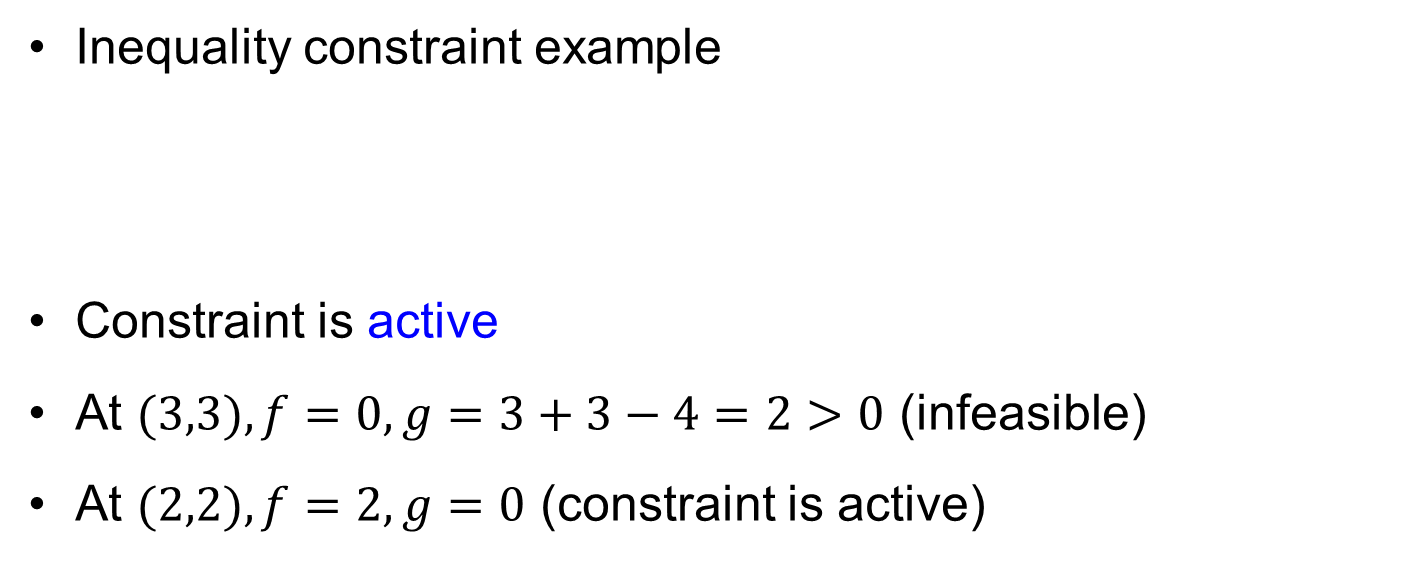 • Inequality constraint example
• Constraint is active
• At (3,3), 𝑓 = 0, 𝑔 = 3 + 3 − 4 = 2 > 0 (infeasible)
• At (2,2), 𝑓 = 2, 𝑔 = 0 (constraint is active)